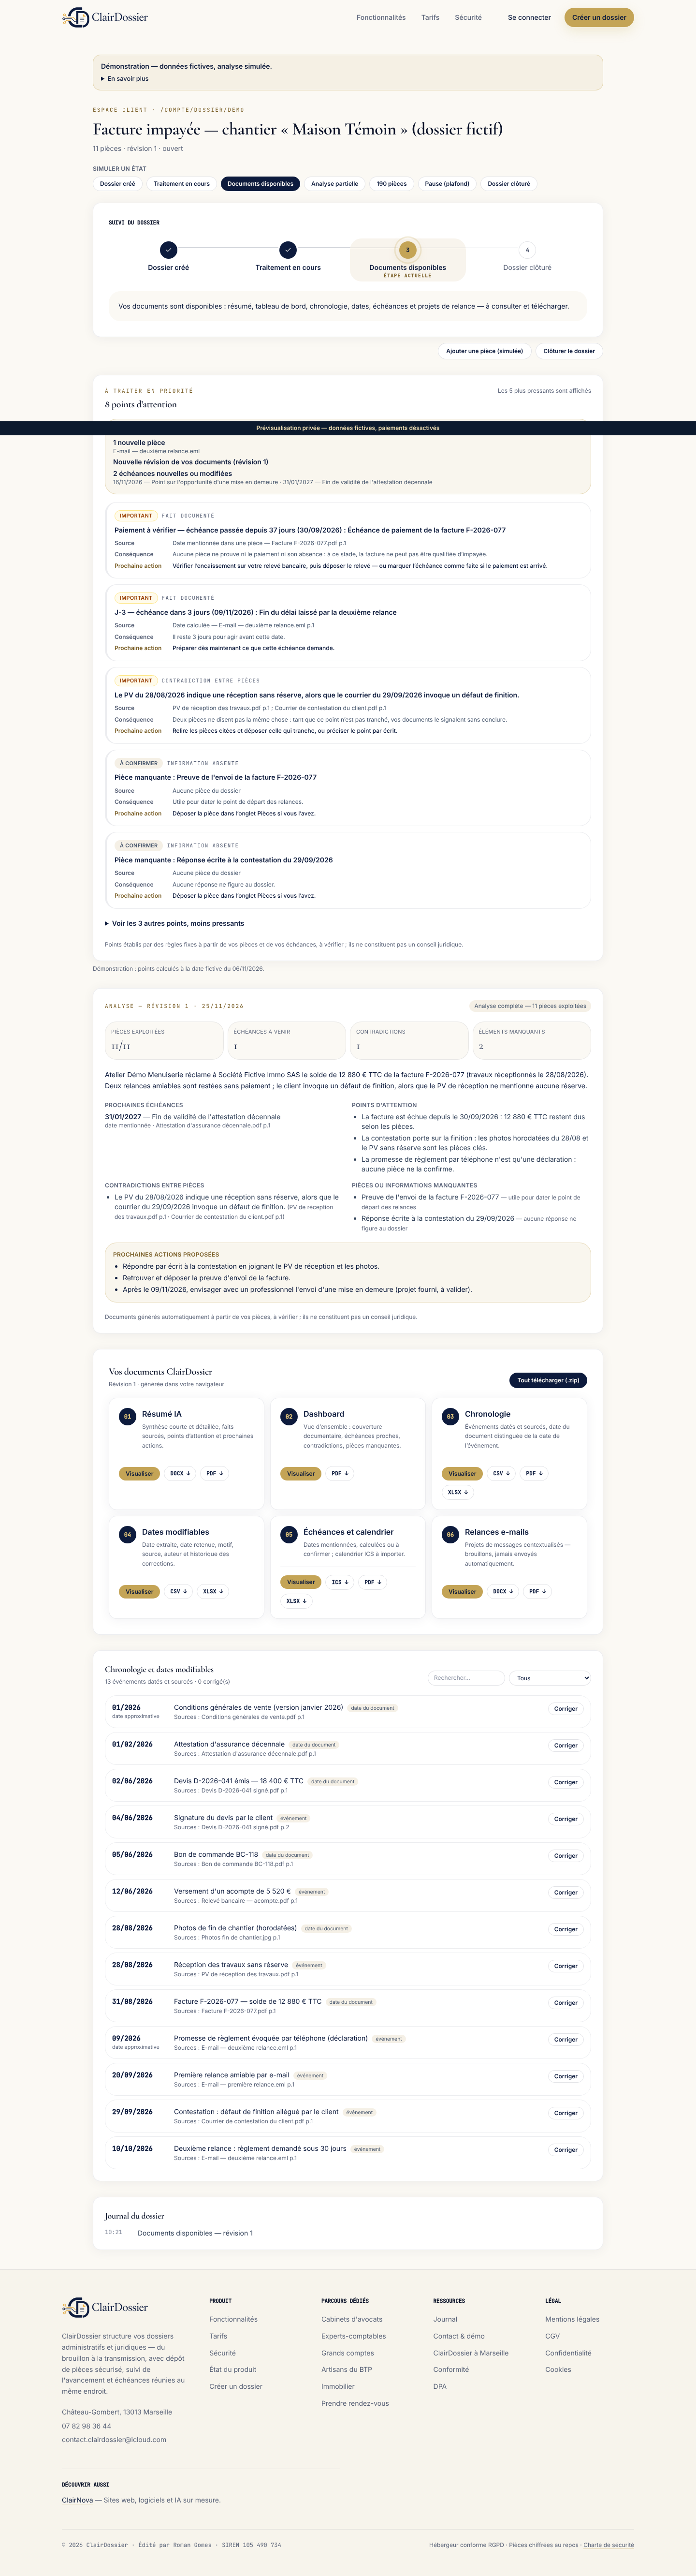 ClairDossier
Fonctionnalités
Tarifs
Sécurité
Se connecter
Créer un dossier
Démonstration — données fictives, analyse simulée.
▶ En savoir plus
ESPACE CLIENT · /COMPTE/DOSSIER/DEMO
Facture impayée — chantier « Maison Témoin » (dossier fictif)
11 pièces · révision 1 · ouvert
SIMULER UN ÉTAT
Dossier créé
Traitement en cours
Documents disponibles
Analyse partielle
190 pièces
Pause (plafond)
Dossier clôturé
SUIVI DU DOSSIER
3
4
Dossier créé
Traitement en cours
Documents disponibles
Dossier clôturé
ÉTAPE ACTUELLE
Vos documents sont disponibles : résumé, tableau de bord, chronologie, dates, échéances et projets de relance — à consulter et télécharger.
Ajouter une pièce (simulée)
Clôturer le dossier
À TRAITER EN PRIORITÉ
Les 5 plus pressants sont affichés
8 points d'attention
Prévisualisation privée — données fictives, paiements désactivés
1 nouvelle pièce
E-mail — deuxième relance.eml
Nouvelle révision de vos documents (révision 1)
2 échéances nouvelles ou modifiées
16/11/2026 — Point sur l'opportunité d'une mise en demeure · 31/01/2027 — Fin de validité de l'attestation décennale
IMPORTANT FAIT DOCUMENTÉ
Paiement à vérifier — échéance passée depuis 37 jours (30/09/2026) : Échéance de paiement de la facture F-2026-077
Source Date mentionnée dans une pièce — Facture F-2026-077.pdf p.1
Conséquence Aucune pièce ne prouve ni le paiement ni son absence : à ce stade, la facture ne peut pas être qualifiée d'impayée.
Prochaine action Vérifier l'encaissement sur votre relevé bancaire, puis déposer le relevé — ou marquer l'échéance comme faite si le paiement est arrivé.
IMPORTANT FAIT DOCUMENTÉ
J-3 — échéance dans 3 jours (09/11/2026) : Fin du délai laissé par la deuxième relance
Source Date calculée — E-mail — deuxième relance.eml p.1
Conséquence Il reste 3 jours pour agir avant cette date.
Prochaine action Préparer dès maintenant ce que cette échéance demande.
IMPORTANT CONTRADICTION ENTRE PIÈCES
Le PV du 28/08/2026 indique une réception sans réserve, alors que le courrier du 29/09/2026 invoque un défaut de finition.
Source PV de réception des travaux.pdf p.1 ; Courrier de contestation du client.pdf p.1
Conséquence Deux pièces ne disent pas la même chose : tant que ce point n'est pas tranché, vos documents le signalent sans conclure.
Prochaine action Relire les pièces citées et déposer celle qui tranche, ou préciser le point par écrit.
À CONFIRMER INFORMATION ABSENTE
Pièce manquante : Preuve de l'envoi de la facture F-2026-077
Source Aucune pièce du dossier
Conséquence Utile pour dater le point de départ des relances.
Prochaine action Déposer la pièce dans l'onglet Pièces si vous l'avez.
À CONFIRMER INFORMATION ABSENTE
Pièce manquante : Réponse écrite à la contestation du 29/09/2026
Source Aucune pièce du dossier
Conséquence Aucune réponse ne figure au dossier.
Prochaine action Déposer la pièce dans l'onglet Pièces si vous l'avez.
▶ Voir les 3 autres points, moins pressants
Points établis par des règles fixes à partir de vos pièces et de vos échéances, à vérifier ; ils ne constituent pas un conseil juridique.
Démonstration : points calculés à la date fictive du 06/11/2026.
ANALYSE — RÉVISION 1 · 25/11/2026
Analyse complète — 11 pièces exploitées
PIÈCES EXPLOITÉES
11/11
ÉCHÉANCES À VENIR
1
CONTRADICTIONS
1
ÉLÉMENTS MANQUANTS
2
Atelier Démo Menuiserie réclame à Société Fictive Immo SAS le solde de 12 880 € TTC de la facture F-2026-077 (travaux réceptionnés le 28/08/2026).
Deux relances amiables sont restées sans paiement ; le client invoque un défaut de finition, alors que le PV de réception ne mentionne aucune réserve.
PROCHAINES ÉCHÉANCES
31/01/2027 — Fin de validité de l'attestation décennale
date mentionnée · Attestation d'assurance décennale.pdf p.1
POINTS D'ATTENTION
• La facture est échue depuis le 30/09/2026 : 12 880 € TTC restent dus
selon les pièces.
• La contestation porte sur la finition : les photos horodatées du 28/08 et
le PV sans réserve sont les pièces clés.
• La promesse de règlement par téléphone n'est qu'une déclaration :
aucune pièce ne la confirme.
CONTRADICTIONS ENTRE PIÈCES
• Le PV du 28/08/2026 indique une réception sans réserve, alors que le
courrier du 29/09/2026 invoque un défaut de finition. (PV de réception
des travaux.pdf p.1 · Courrier de contestation du client.pdf p.1)
PIÈCES OU INFORMATIONS MANQUANTES
• Preuve de l'envoi de la facture F-2026-077 — utile pour dater le point de
départ des relances
• Réponse écrite à la contestation du 29/09/2026 — aucune réponse ne
figure au dossier
PROCHAINES ACTIONS PROPOSÉES
• Répondre par écrit à la contestation en joignant le PV de réception et les photos.
• Retrouver et déposer la preuve d'envoi de la facture.
• Après le 09/11/2026, envisager avec un professionnel l'envoi d'une mise en demeure (projet fourni, à valider).
Documents générés automatiquement à partir de vos pièces, à vérifier ; ils ne constituent pas un conseil juridique.
Vos documents ClairDossier
Révision 1 · générée dans votre navigateur
Tout télécharger (.zip)
01 Résumé IA
Synthèse courte et détaillée, faits
sourcés, points d'attention et prochaines
actions.
Visualiser DOCX ↓ PDF ↓
02 Dashboard
Vue d'ensemble : couverture
documentaire, échéances proches,
contradictions, pièces manquantes.
Visualiser PDF ↓
03 Chronologie
Événements datés et sourcés, date du
document distinguée de la date de
l'événement.
Visualiser CSV ↓ PDF ↓
XLSX ↓
04 Dates modifiables
Date extraite, date retenue, motif,
source, auteur et historique des
corrections.
Visualiser CSV ↓ XLSX ↓
05 Échéances et calendrier
Dates mentionnées, calculées ou à
confirmer ; calendrier ICS à importer.
Visualiser ICS ↓ PDF ↓
XLSX ↓
06 Relances e-mails
Projets de messages contextualisés —
brouillons, jamais envoyés
automatiquement.
Visualiser DOCX ↓ PDF ↓
Chronologie et dates modifiables
13 événements datés et sourcés · 0 corrigé(s)
Rechercher...
Tous
01/2026 Conditions générales de vente (version janvier 2026) date du document Corriger
date approximative Sources : Conditions générales de vente.pdf p.1
01/02/2026 Attestation d'assurance décennale date du document Corriger
Sources : Attestation d'assurance décennale.pdf p.1
02/06/2026 Devis D-2026-041 émis — 18 400 € TTC date du document Corriger
Sources : Devis D-2026-041 signé.pdf p.1
04/06/2026 Signature du devis par le client événement Corriger
Sources : Devis D-2026-041 signé.pdf p.2
05/06/2026 Bon de commande BC-118 date du document Corriger
Sources : Bon de commande BC-118.pdf p.1
12/06/2026 Versement d'un acompte de 5 520 € événement Corriger
Sources : Relevé bancaire — acompte.pdf p.1
28/08/2026 Photos de fin de chantier (horodatées) date du document Corriger
Sources : Photos fin de chantier.jpg p.1
28/08/2026 Réception des travaux sans réserve événement Corriger
Sources : PV de réception des travaux.pdf p.1
31/08/2026 Facture F-2026-077 — solde de 12 880 € TTC date du document Corriger
Sources : Facture F-2026-077.pdf p.1
09/2026 Promesse de règlement évoquée par téléphone (déclaration) événement Corriger
date approximative Sources : E-mail — deuxième relance.eml p.1
20/09/2026 Première relance amiable par e-mail événement Corriger
Sources : E-mail — première relance.eml p.1
29/09/2026 Contestation : défaut de finition allégué par le client événement Corriger
Sources : Courrier de contestation du client.pdf p.1
10/10/2026 Deuxième relance : règlement demandé sous 30 jours événement Corriger
Sources : E-mail — deuxième relance.eml p.1
Journal du dossier
10:21 Documents disponibles — révision 1
ClairDossier
ClairDossier structure vos dossiers
administratifs et juridiques — du
brouillon à la transmission, avec dépôt
de pièces sécurisé, suivi de
l'avancement et échéances réunies au
même endroit.
Château-Gombert, 13013 Marseille
07 82 98 36 44
contact.clairdossier@icloud.com
PRODUIT
Fonctionnalités
Tarifs
Sécurité
État du produit
Créer un dossier
PARCOURS DÉDIÉS
Cabinets d'avocats
Experts-comptables
Grands comptes
Artisans du BTP
Immobilier
Prendre rendez-vous
RESSOURCES
Journal
Contact & démo
ClairDossier à Marseille
Conformité
DPA
LÉGAL
Mentions légales
CGV
Confidentialité
Cookies
DÉCOUVRIR AUSSI
ClairNova — Sites web, logiciels et IA sur mesure.
© 2026 ClairDossier · Édité par Roman Gomes · SIREN 105 490 734
Hébergeur conforme RGPD · Pièces chiffrées au repos · Charte de sécurité